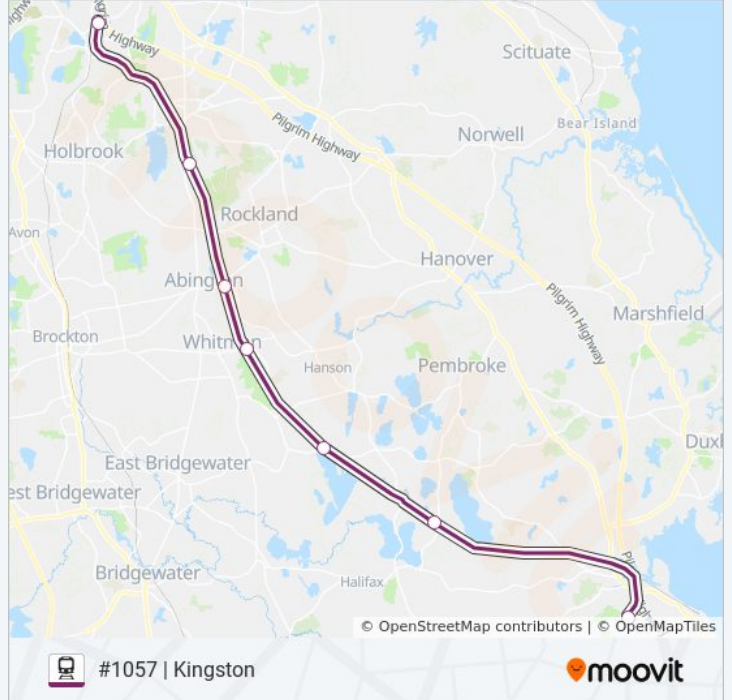 Highway
Scituate
Pilgrim Highway
Norwell
Bear Island
Holbrook
Rockland
Avon
Hanover
Abington
Pilgrim Highway
Marshfield
Brockton
Whitman
Hanson
Pembroke
Dux
East Bridgewater
est Bridgewater
Bridgewater
Halifax
© OpenStreetMap contributors | © OpenMapTiles
#1057 | Kingston
moovit